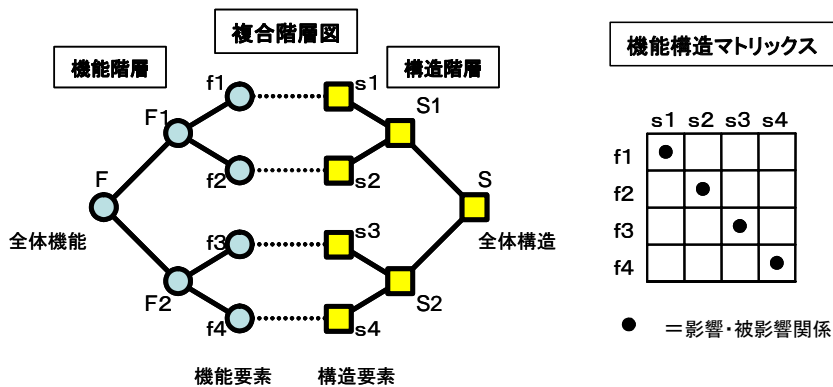 複合階層図
機能階層
構造階層
機能構造マトリックス
f1
s1
F1
S1
f2
s2
F
S
全体機能
全体構造
f3
s3
F2
S2
f4
s4
機能要素
構造要素
s1 s2 s3 s4
f1
f2
f3
f4
● =影響・被影響関係